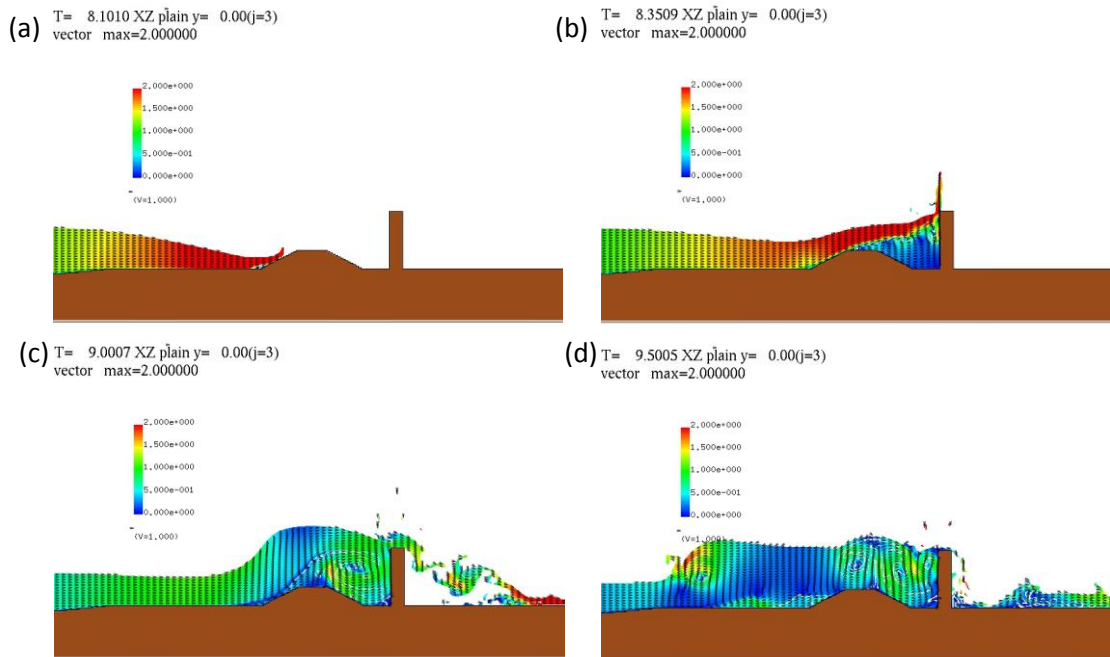 (a)
T= 8.1010 XZ plain y= 0.00(j=3)
vector max=2.000000
2.000e+000
1.500e+000
1.000e+000
5.000e-001
0.000e+000
(V=1.000)
(b)
T= 8.3509 XZ plain y= 0.00(j=3)
vector max=2.000000
2.000e+000
1.500e+000
1.000e+000
5.000e-001
0.000e+000
(V=1.000)
(c)
T= 9.0007 XZ plain y= 0.00(j=3)
vector max=2.000000
2.000e+000
1.500e+000
1.000e+000
5.000e-001
0.000e+000
(V=1.000)
(d)
T= 9.5005 XZ plain y= 0.00(j=3)
vector max=2.000000
2.000e+000
1.500e+000
1.000e+000
5.000e-001
0.000e+000
(V=1.000)